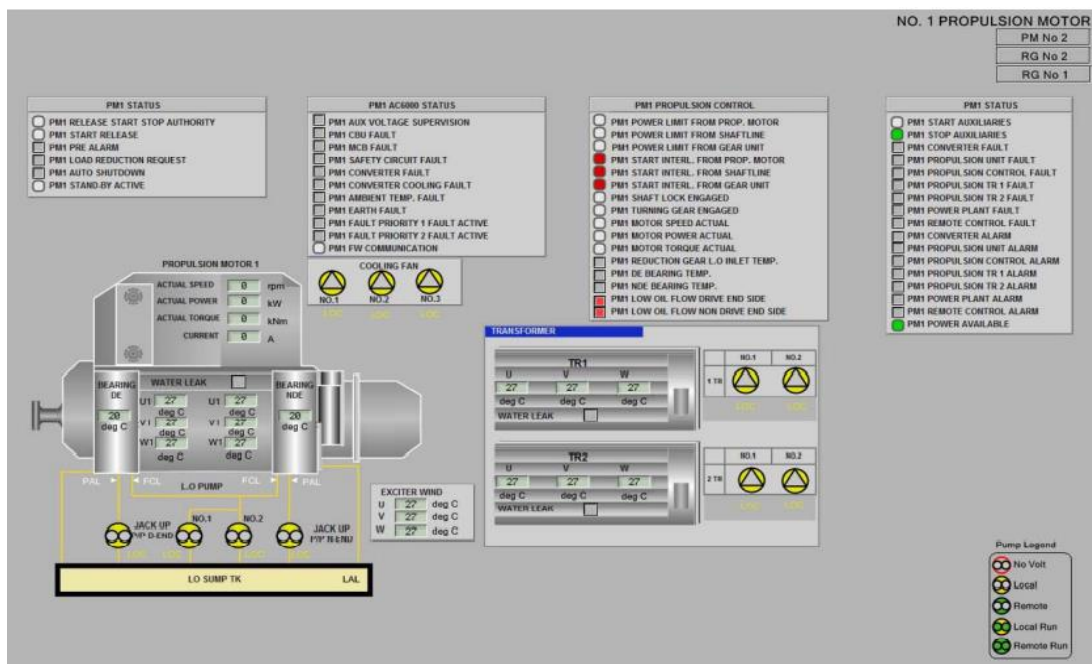 NO. 1 PROPULSION MOTOR
PM No 2
RG No 2
RG No 1
PM1 STATUS
PM1 RELEASE START STOP AUTHORITY
PM1 START RELEASE
PM1 PRE ALARM
PM1 LOAD REDUCTION REQUEST
PM1 AUTO SHUTDOWN
PM1 STAND-BY ACTIVE
PM1 AC6000 STATUS
PM1 AUX VOLTAGE SUPERVISION
PM1 CBU FAULT
PM1 MCB FAULT
PM1 SAFETY CIRCUIT FAULT
PM1 CONVERTER FAULT
PM1 CONVERTER COOLING FAULT
PM1 AMBIENT TEMP. FAULT
PM1 EARTH FAULT
PM1 FAULT PRIORITY 1 FAULT ACTIVE
PM1 FAULT PRIORITY 2 FAULT ACTIVE
PM1 FW COMMUNICATION
PM1 PROPULSION CONTROL
PM1 POWER LIMIT FROM PROP. MOTOR
PM1 POWER LIMIT FROM SHAFTLINE
PM1 POWER LIMIT FROM GEAR UNIT
PM1 START INTERL. FROM PROP. MOTOR
PM1 START INTERL. FROM SHAFTLINE
PM1 START INTERL. FROM GEAR UNIT
PM1 SHAFT LOCK ENGAGED
PM1 TURNING GEAR ENGAGED
PM1 MOTOR SPEED ACTUAL
PM1 MOTOR POWER ACTUAL
PM1 MOTOR TORQUE ACTUAL
PM1 REDUCTION GEAR L.O INLET TEMP.
PM1 DE BEARING TEMP.
PM1 NDE BEARING TEMP.
PM1 LOW OIL FLOW DRIVE END SIDE
PM1 LOW OIL FLOW NON DRIVE END SIDE
PM1 STATUS
PM1 START AUXILIARIES
PM1 STOP AUXILIARIES
PM1 CONVERTER FAULT
PM1 PROPULSION UNIT FAULT
PM1 PROPULSION CONTROL FAULT
PM1 PROPULSION TR 1 FAULT
PM1 PROPULSION TR 2 FAULT
PM1 POWER PLANT FAULT
PM1 REMOTE CONTROL FAULT
PM1 CONVERTER ALARM
PM1 PROPULSION UNIT ALARM
PM1 PROPULSION CONTROL ALARM
PM1 PROPULSION TR 1 ALARM
PM1 PROPULSION TR 2 ALARM
PM1 POWER PLANT ALARM
PM1 REMOTE CONTROL ALARM
PM1 POWER AVAILABLE
PROPULSION MOTOR 1
ACTUAL SPEED 0 rpm
ACTUAL POWER 0 kW
ACTUAL TORQUE 0 kNm
CURRENT 0 A
COOLING FAN
NO.1 NO.2 NO.3
LOC LOC LOC
BEARING DE
20
deg C
WATER LEAK
U1 27 U1 27
deg C deg C
V1 27 V1 27
deg C deg C
W1 27 W1 27
deg C deg C
BEARING NDE
20
deg C
PAL FCL L.O PUMP FCL PAL
JACK UP
P/P D-END
NO.1 NO.2
JACK UP
P/P N-END
LOC LOC LOC LOC
LO SUMP TK LAL
EXCITER WIND
U 27 deg C
V 27 deg C
W 27 deg C
TRANSFORMER
TR1
U V W
27 27 27
deg C deg C deg C
WATER LEAK
NO.1 NO.2
1 TR
LOC LOC
TR2
U V W
27 27 27
deg C deg C deg C
WATER LEAK
NO.1 NO.2
2 TR
LOC LOC
Pump Legend
No Volt
Local
Remote
Local Run
Remote Run